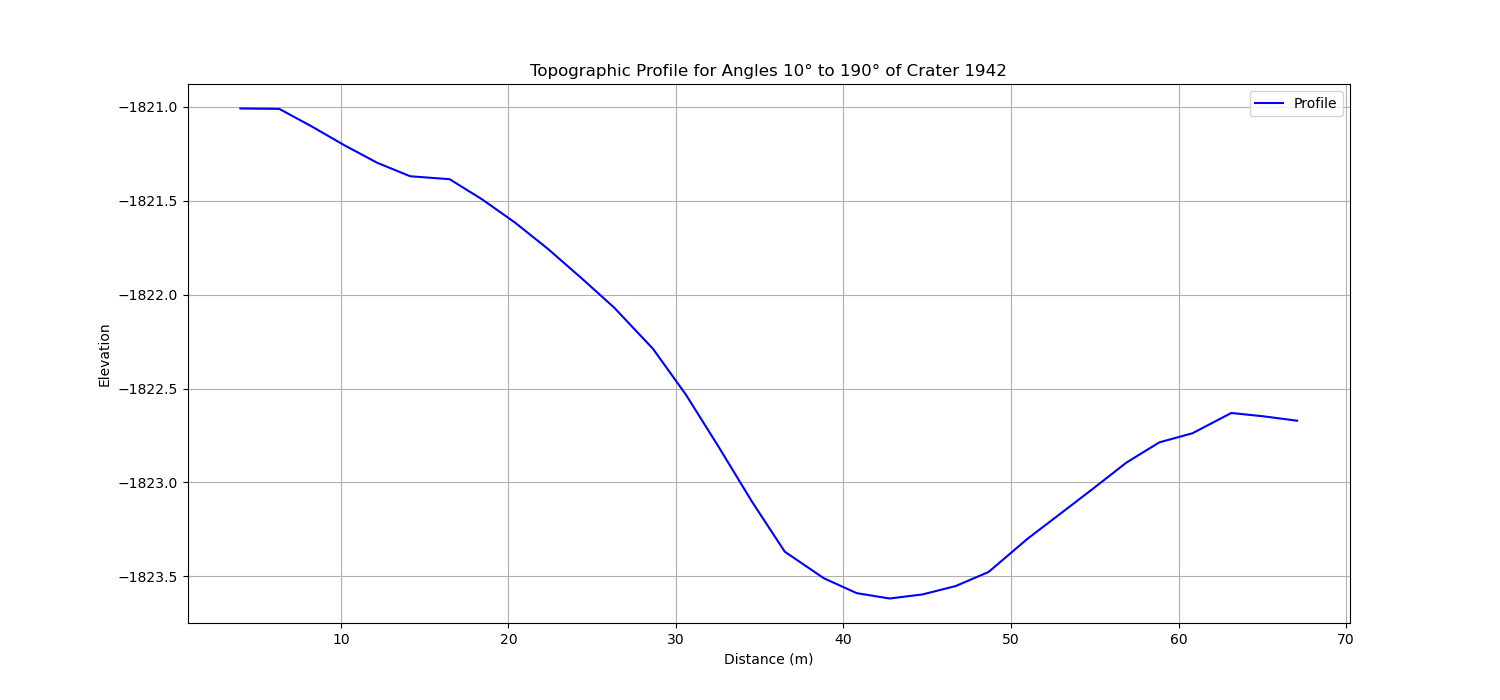 Topographic Profile for Angles 10° to 190° of Crater 1942
Profile
−1821.0
−1821.5
−1822.0
−1822.5
−1823.0
−1823.5
Elevation
10 20 30 40 50 60 70
Distance (m)